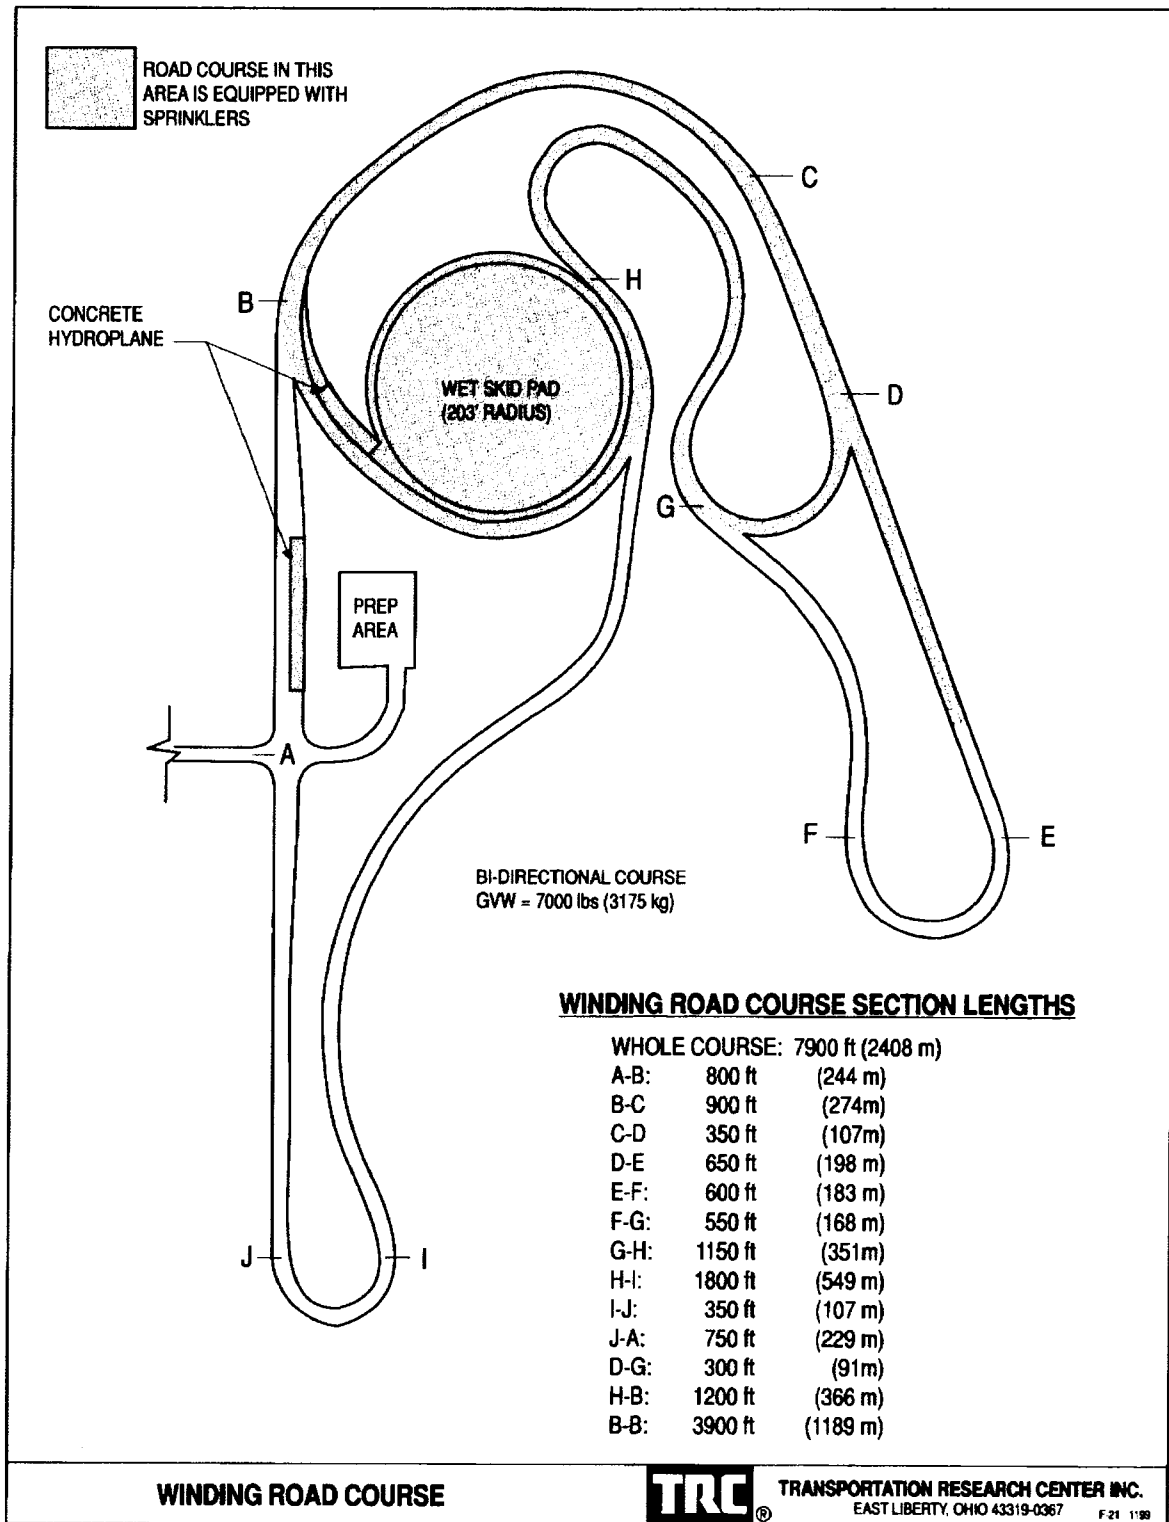 ROAD COURSE IN THIS
AREA IS EQUIPPED WITH
SPRINKLERS
C
H
B
CONCRETE
HYDROPLANE
WET SKID PAD
(203' RADIUS)
D
G
PREP
AREA
A
F
E
BI-DIRECTIONAL COURSE
GVW = 7000 lbs (3175 kg)
WINDING ROAD COURSE SECTION LENGTHS
WHOLE COURSE: 7900 ft (2408 m)
A-B: 800 ft (244 m)
B-C 900 ft (274m)
C-D 350 ft (107m)
D-E 650 ft (198 m)
E-F: 600 ft (183 m)
F-G: 550 ft (168 m)
G-H: 1150 ft (351m)
H-I: 1800 ft (549 m)
I-J: 350 ft (107 m)
J-A: 750 ft (229 m)
D-G: 300 ft (91m)
H-B: 1200 ft (366 m)
B-B: 3900 ft (1189 m)
J
I
WINDING ROAD COURSE
TRC ®
TRANSPORTATION RESEARCH CENTER INC.
EAST LIBERTY, OHIO 43319-0367
F-21 1199